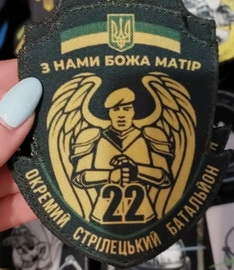 З НАМИ БОЖА МАТІР
22
ОКРЕМИЙ СТРІЛЕЦЬКИЙ БАТАЛЬЙОН